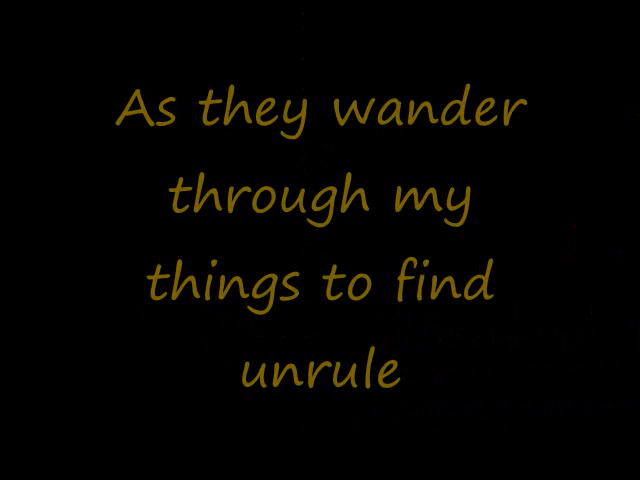 As they wander
through my
things to find
unrule